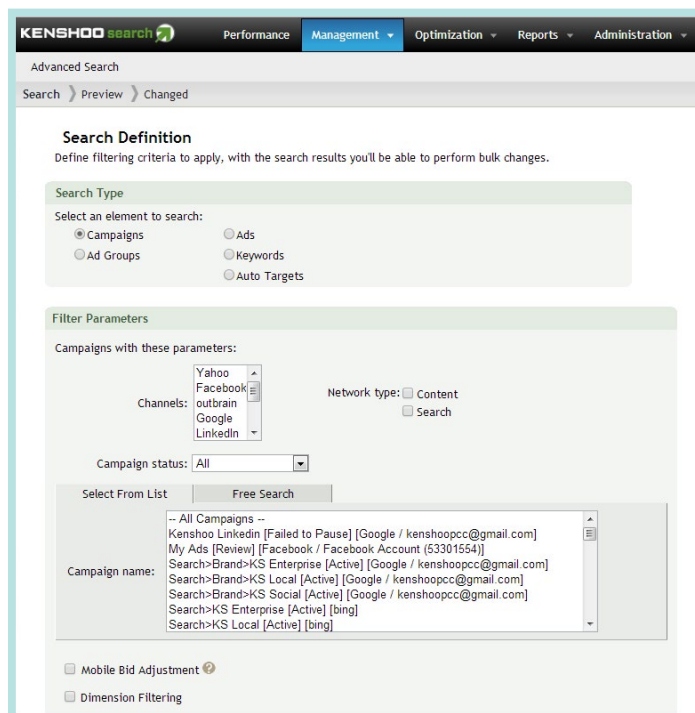 KENSHOO search Performance Management Optimization Reports Administration
Advanced Search
Search Preview Changed
Search Definition
Define filtering criteria to apply, with the search results you'll be able to perform bulk changes.
Search Type
Select an element to search:
Campaigns Ads
Ad Groups Keywords
Auto Targets
Filter Parameters
Campaigns with these parameters:
Channels:
Yahoo
Facebook
outbrain
Google
LinkedIn
Network type: Content
Search
Campaign status: All
Select From List Free Search
Campaign name:
-- All Campaigns --
Kenshoo Linkedin [Failed to Pause] [Google / kenshoopcc@gmail.com]
My Ads [Review] [Facebook / Facebook Account (53301554)]
Search>Brand>KS Enterprise [Active] [Google / kenshoopcc@gmail.com]
Search>Brand>KS Local [Active] [Google / kenshoopcc@gmail.com]
Search>Brand>KS Social [Active] [Google / kenshoopcc@gmail.com]
Search>KS Enterprise [Active] [bing]
Search>KS Local [Active] [bing]
Mobile Bid Adjustment ?
Dimension Filtering